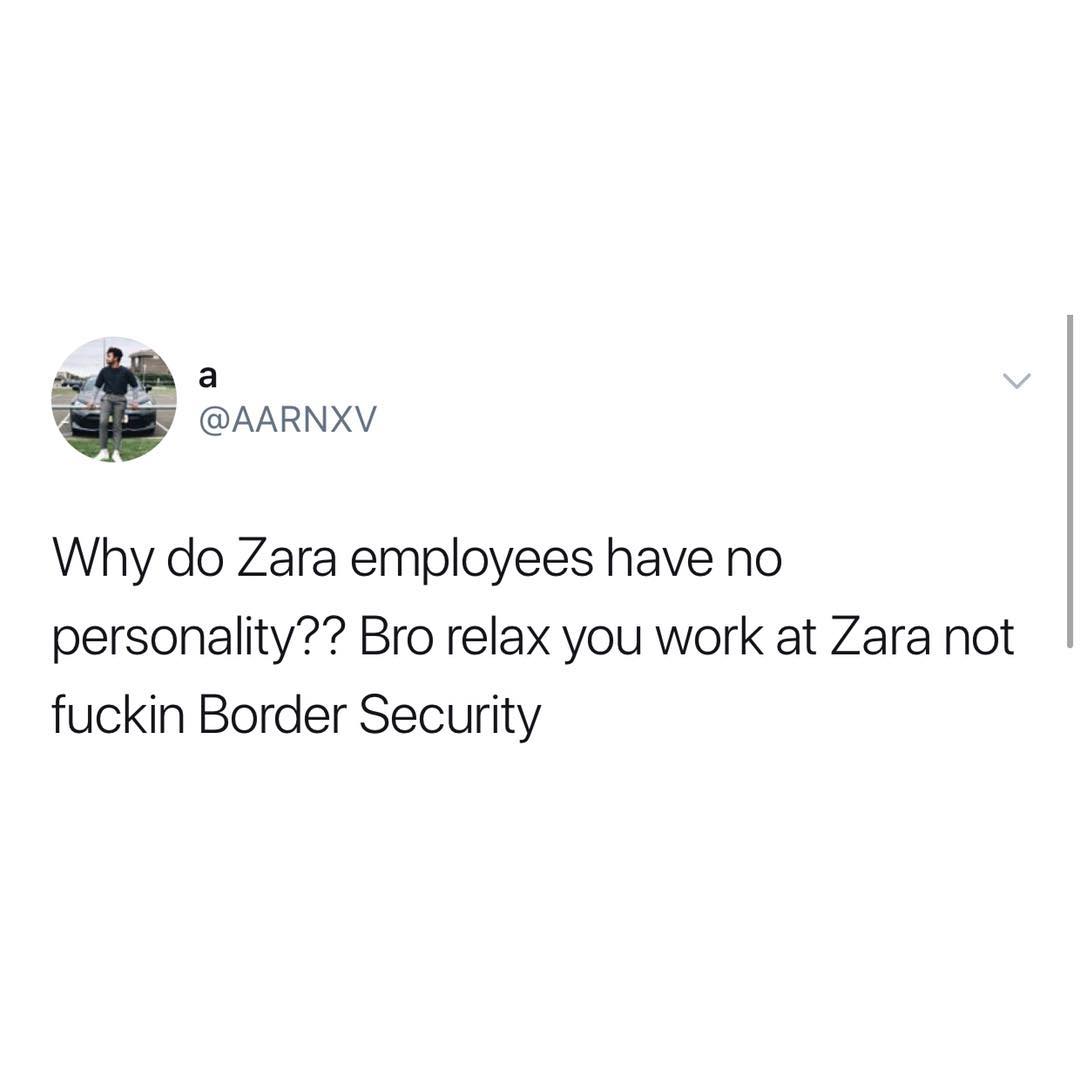 a
@AARNXV
Why do Zara employees have no
personality?? Bro relax you work at Zara not
fuckin Border Security